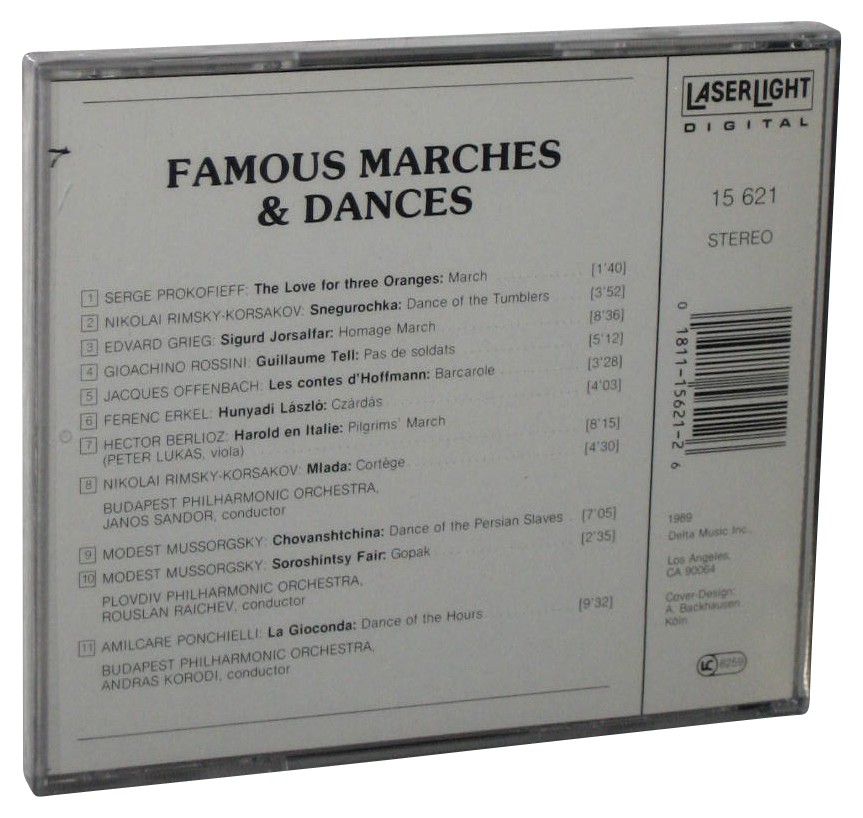 FAMOUS MARCHES
& DANCES
1 SERGE PROKOFIEFF: The Love for three Oranges: March [1'40]
2 NIKOLAI RIMSKY-KORSAKOV: Snegurochka: Dance of the Tumblers [3'52]
3 EDVARD GRIEG: Sigurd Jorsalfar: Homage March [8'36]
4 GIOACHINO ROSSINI: Guillaume Tell: Pas de soldats [5'12]
5 JACQUES OFFENBACH: Les contes d'Hoffmann: Barcarole [3'28]
6 FERENC ERKEL: Hunyadi László: Czárdás [4'03]
7 HECTOR BERLIOZ: Harold en Italie: Pilgrims' March
(PETER LUKAS, viola) [8'15]
8 NIKOLAI RIMSKY-KORSAKOV: Mlada: Cortège [4'30]
BUDAPEST PHILHARMONIC ORCHESTRA,
JANOS SANDOR, conductor
9 MODEST MUSSORGSKY: Chovanshtchina: Dance of the Persian Slaves [7'05]
10 MODEST MUSSORGSKY: Soroshintsy Fair: Gopak [2'35]
PLOVDIV PHILHARMONIC ORCHESTRA,
ROUSLAN RAICHEV, conductor
11 AMILCARE PONCHIELLI: La Gioconda: Dance of the Hours [9'32]
BUDAPEST PHILHARMONIC ORCHESTRA,
ANDRAS KORODI, conductor
LASERLIGHT
DIGITAL
15 621
STEREO
0 1811-15621-2 6
1989
Delta Music Inc.,
Los Angeles,
CA 90064
Cover-Design:
A. Backhausen
Köln
LC 8259